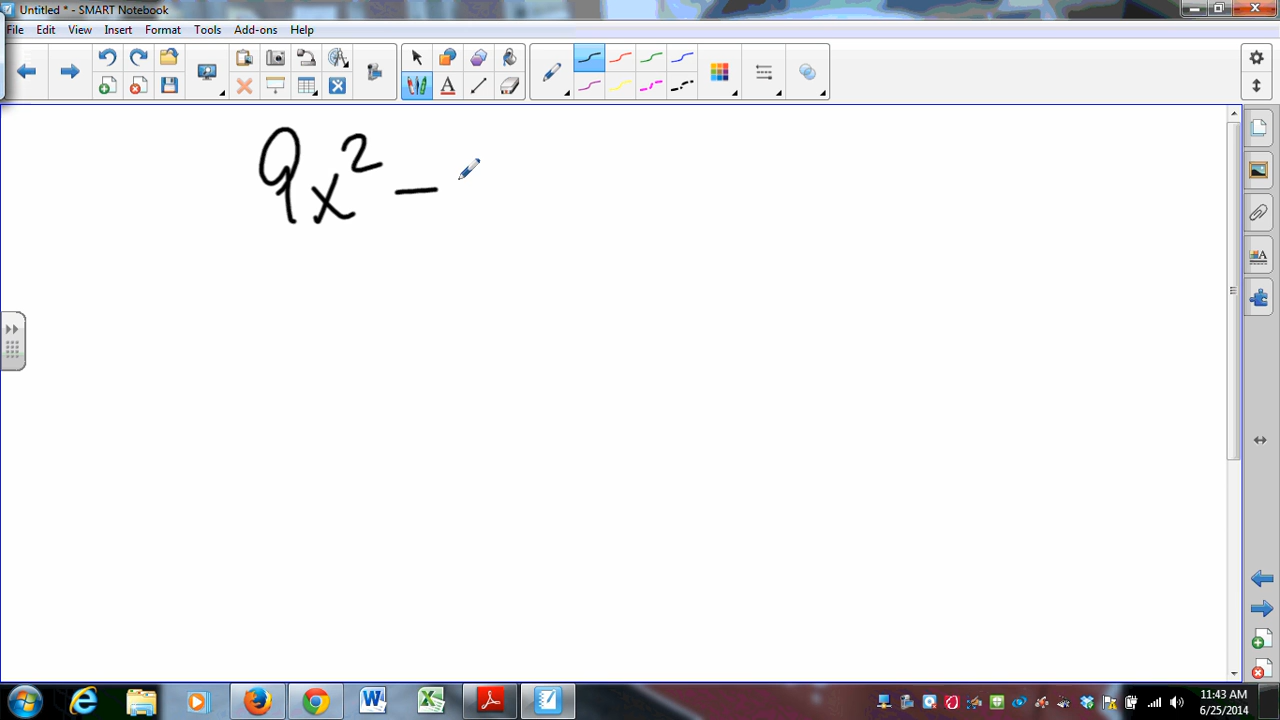 Untitled * - SMART Notebook
File Edit View Insert Format Tools Add-ons Help
9x² –
11:43 AM
6/25/2014